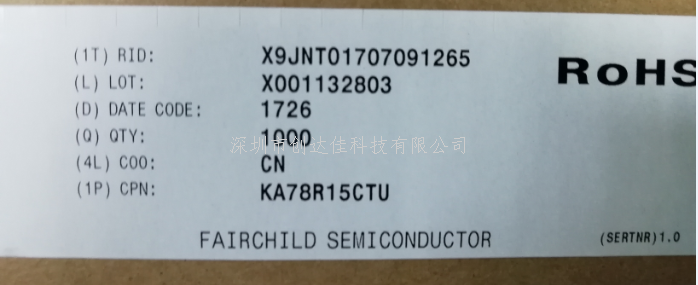 (1T) RID: X9JNT01707091265
(L) LOT: X001132803
RoHS
(D) DATE CODE: 1726
(Q) QTY: 1000
深圳市创达佳科技有限公司
(4L) COO: CN
(1P) CPN: KA78R15CTU
FAIRCHILD SEMICONDUCTOR
(SERTNR)1.0